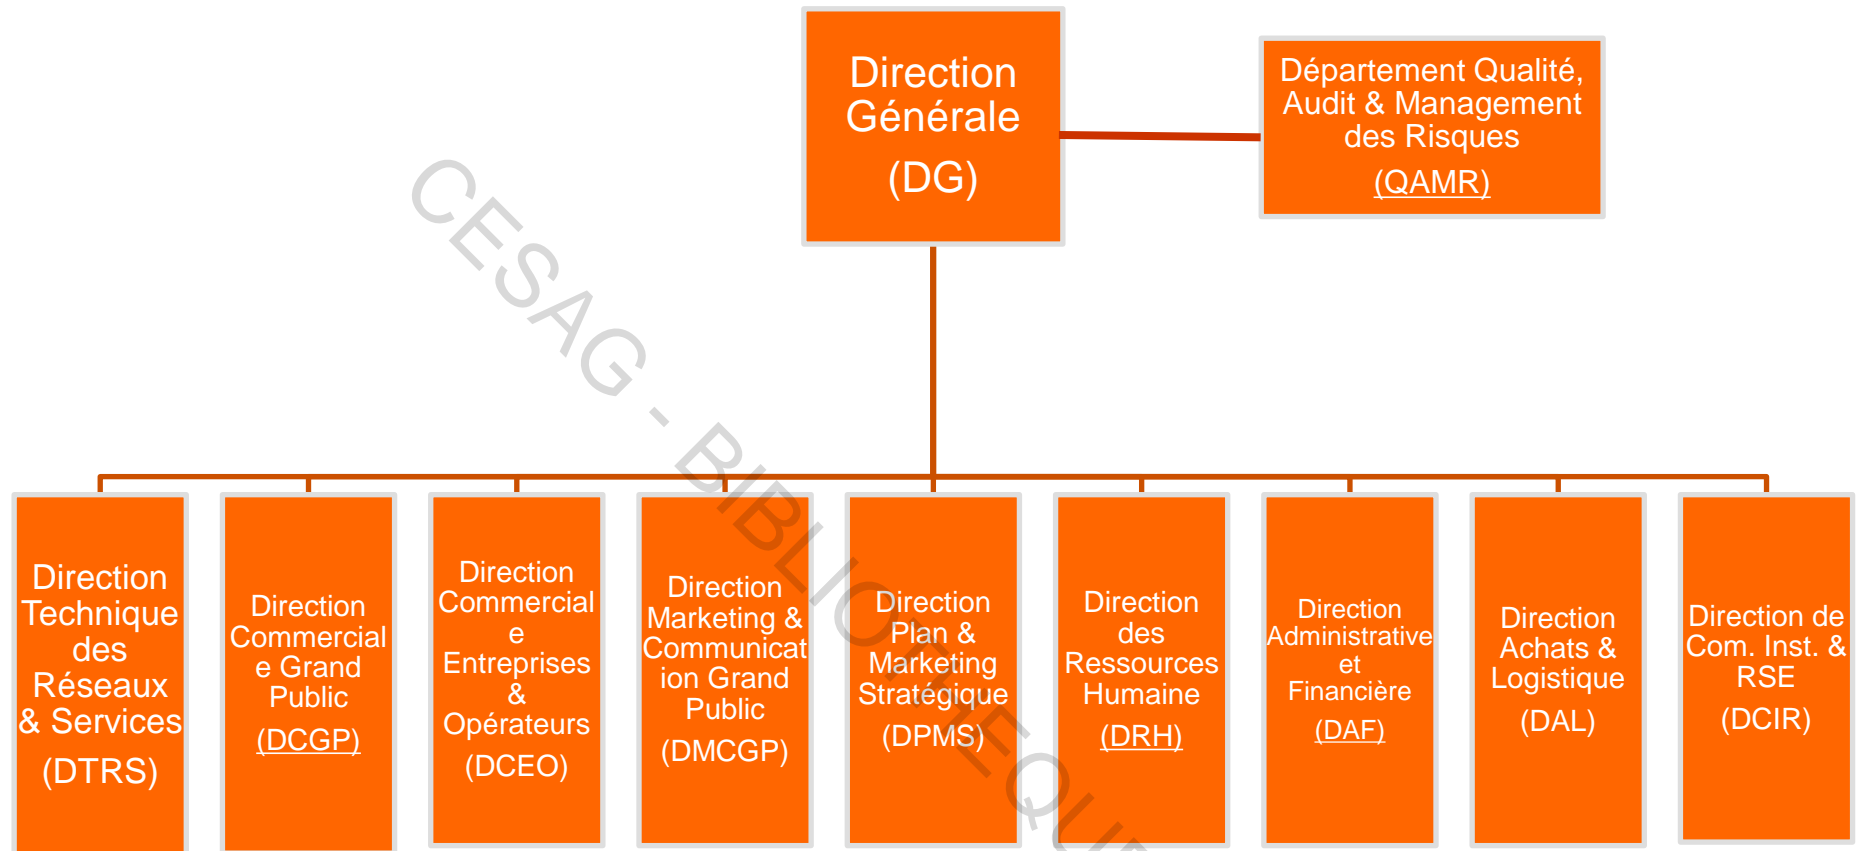 Direction
Générale
(DG)
Département Qualité,
Audit & Management
des Risques
(QAMR)
CESAG - BIBLIOTHEQUE
Direction
Technique
des
Réseaux
& Services
(DTRS)
Direction
Commercial
e Grand
Public
(DCGP)
Direction
Commercial
e
Entreprises
&
Opérateurs
(DCEO)
Direction
Marketing &
Communicat
ion Grand
Public
(DMCGP)
Direction
Plan &
Marketing
Stratégique
(DPMS)
Direction
des
Ressources
Humaine
(DRH)
Direction
Administrative
et
Financière
(DAF)
Direction
Achats &
Logistique
(DAL)
Direction de
Com. Inst. &
RSE
(DCIR)